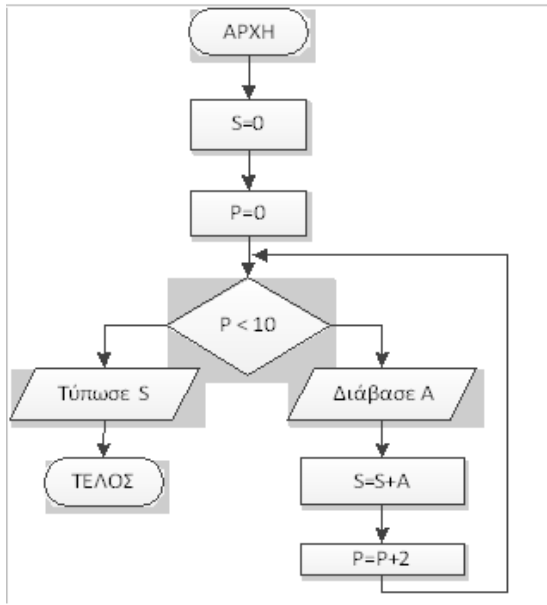 ΑΡΧΗ
S=0
P=0
P < 10
Τύπωσε S
Διάβασε Α
ΤΕΛΟΣ
S=S+A
P=P+2